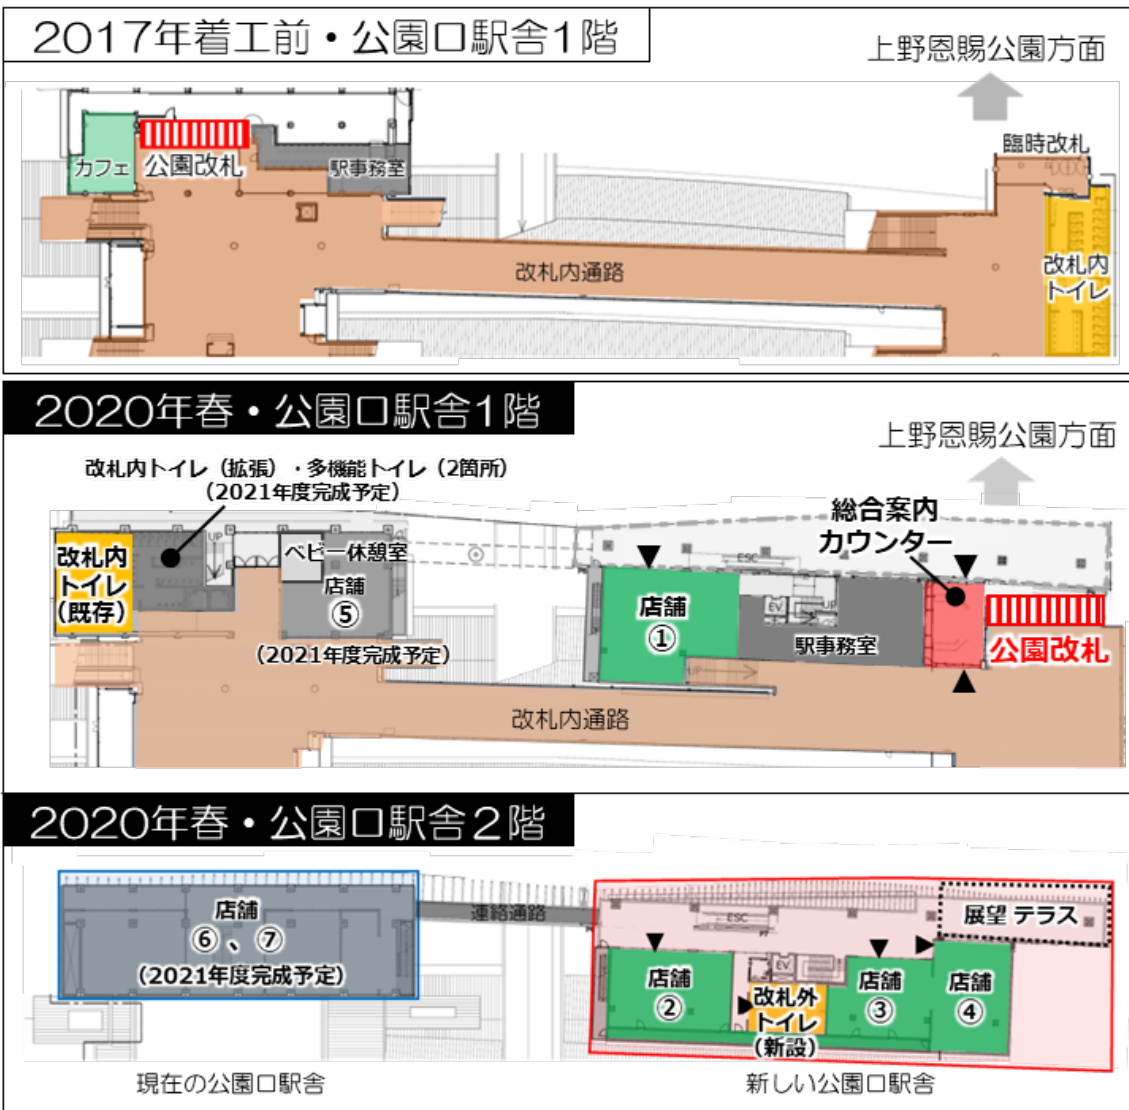 2017年着工前・公園口駅舎1階
上野恩賜公園方面
臨時改札
カフェ
公園改札
駅事務室
改札内通路
改札内
トイレ
2020年春・公園口駅舎1階
上野恩賜公園方面
改札内トイレ（拡張）・多機能トイレ（2箇所）
（2021年度完成予定）
総合案内
カウンター
改札内
トイレ
（既存）
UP
ベビー休憩室
店舗
⑤
（2021年度完成予定）
ESC
店舗
①
EV
UP
駅事務室
公園改札
UP
改札内通路
2020年春・公園口駅舎２階
店舗
⑥、⑦
（2021年度完成予定）
連絡通路
ESC
展望 テラス
店舗
②
EV
改札外
トイレ
（新設）
店舗
③
店舗
④
現在の公園口駅舎
新しい公園口駅舎